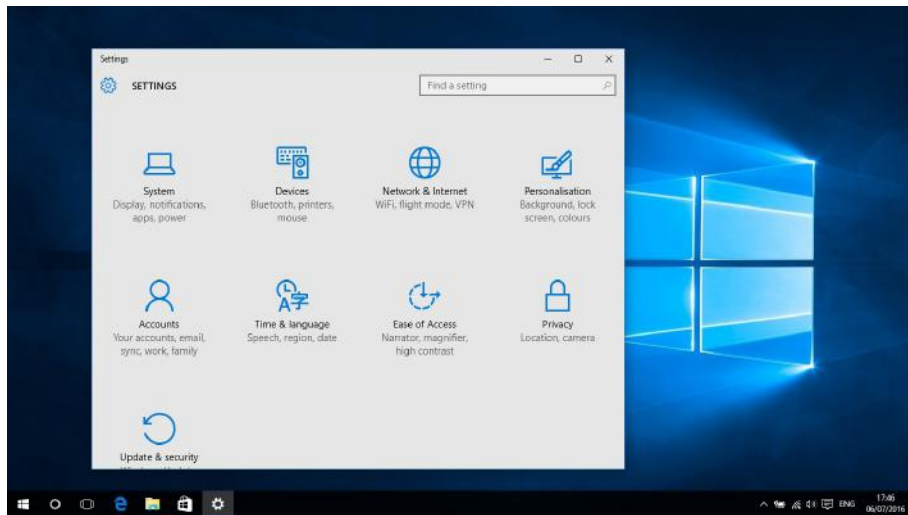 Settings
SETTINGS
Find a setting
System
Display, notifications,
apps, power
Devices
Bluetooth, printers,
mouse
Network & Internet
WiFi, flight mode, VPN
Personalisation
Background, lock
screen, colours
Accounts
Your accounts, email,
sync, work, family
Time & language
Speech, region, date
Ease of Access
Narrator, magnifier,
high contrast
Privacy
Location, camera
Update & security
ENG
17:46
06/07/2016